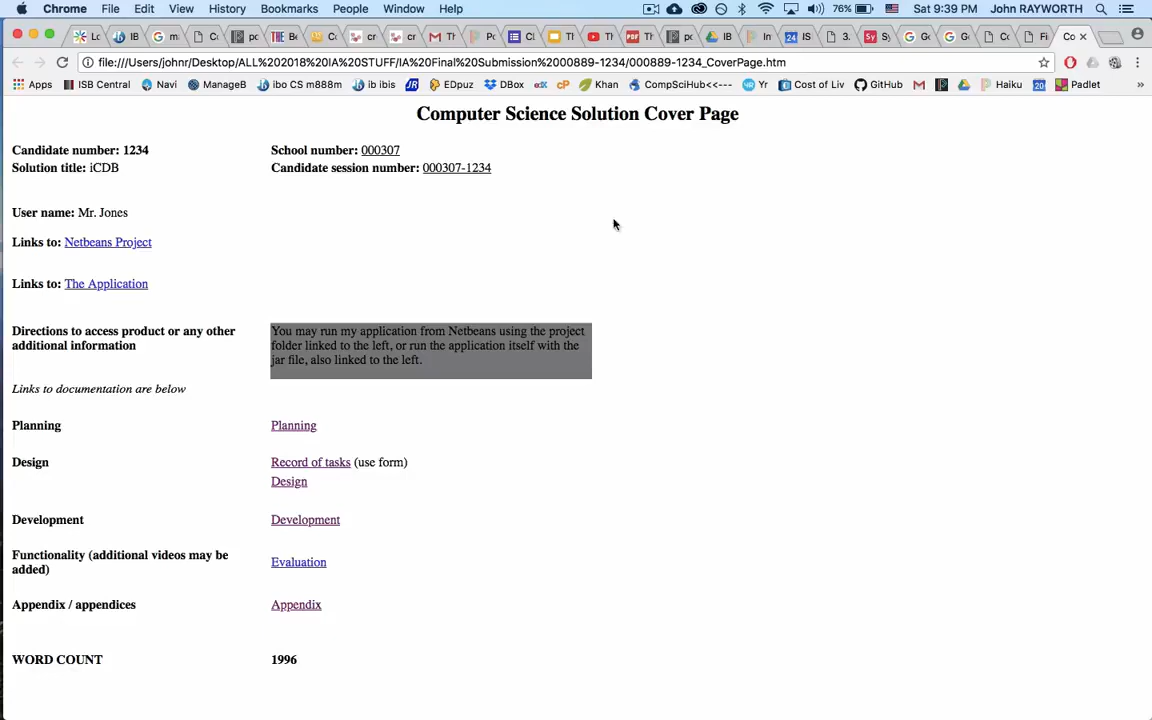 Chrome File Edit View History Bookmarks People Window Help 76% Sat 9:39 PM John RAYWORTH
file:///Users/johnr/Desktop/ALL%202018%20IA%20STUFF/IA%20Final%20Submission%2000889-1234/000889-1234_CoverPage.htm
Apps ISB Central Navi ManageB ibo CS m888m ib ibis EDpuz DBox Khan CompSciHub<<--- Yr Cost of Liv GitHub Haiku Padlet »
Computer Science Solution Cover Page
Candidate number: 1234 School number: 000307
Solution title: iCDB Candidate session number: 000307-1234
User name: Mr. Jones
Links to: Netbeans Project
Links to: The Application
Directions to access product or any other
additional information
You may run my application from Netbeans using the project
folder linked to the left, or run the application itself with the
jar file, also linked to the left.
Links to documentation are below
Planning Planning
Design Record of tasks (use form)
Design
Development Development
Functionality (additional videos may be
added)
Evaluation
Appendix / appendices Appendix
WORD COUNT 1996